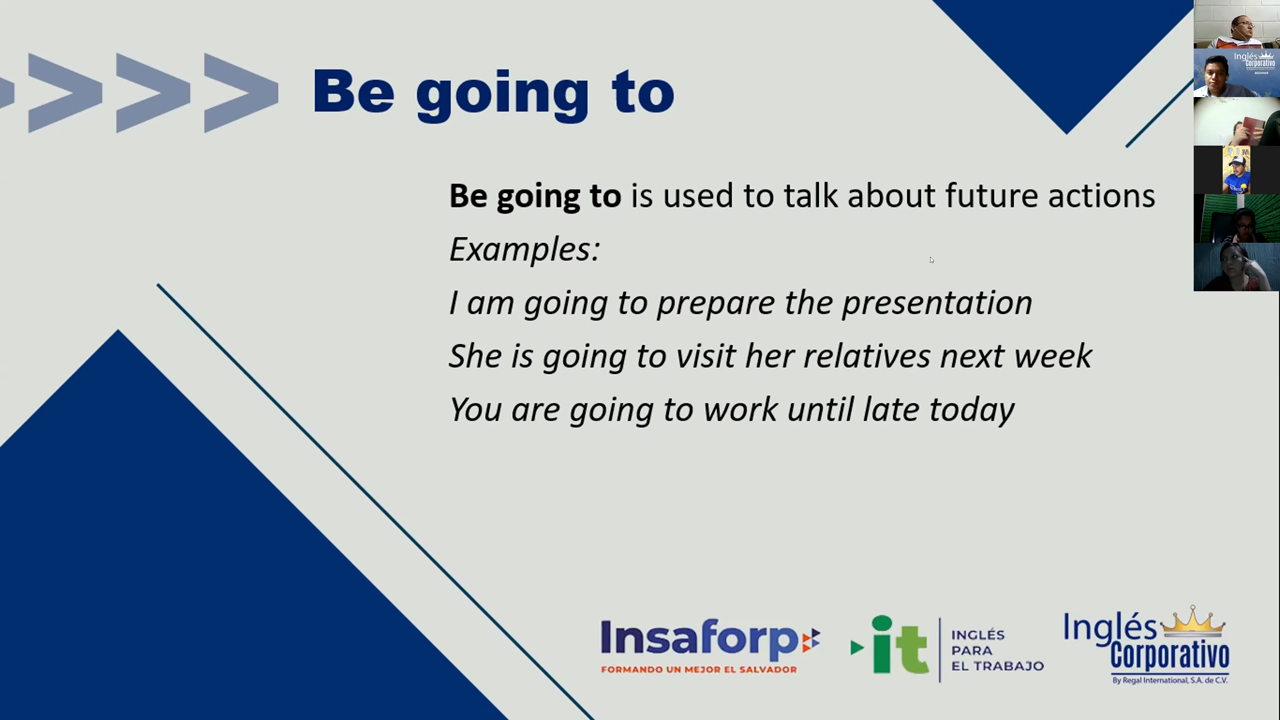 Be going to
Be going to is used to talk about future actions
Examples:
I am going to prepare the presentation
She is going to visit her relatives next week
You are going to work until late today
Insaforp
FORMANDO UN MEJOR EL SALVADOR
it
INGLÉS
PARA
EL TRABAJO
Inglés
Corporativo
By Regal International, S.A. de C.V.
Inglés
Corporativo